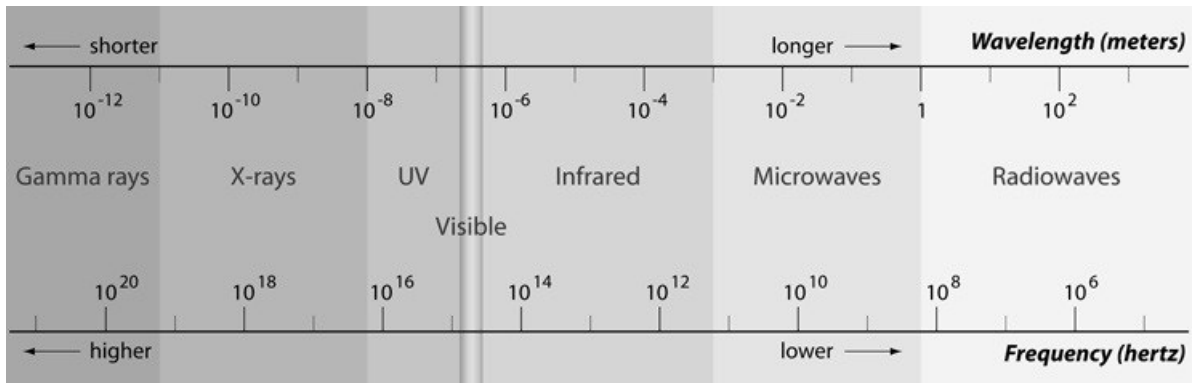 ← shorter longer → Wavelength (meters)
10⁻¹² 10⁻¹⁰ 10⁻⁸ 10⁻⁶ 10⁻⁴ 10⁻² 1 10²
Gamma rays X-rays UV Infrared Microwaves Radiowaves
Visible
10²⁰ 10¹⁸ 10¹⁶ 10¹⁴ 10¹² 10¹⁰ 10⁸ 10⁶
← higher lower → Frequency (hertz)